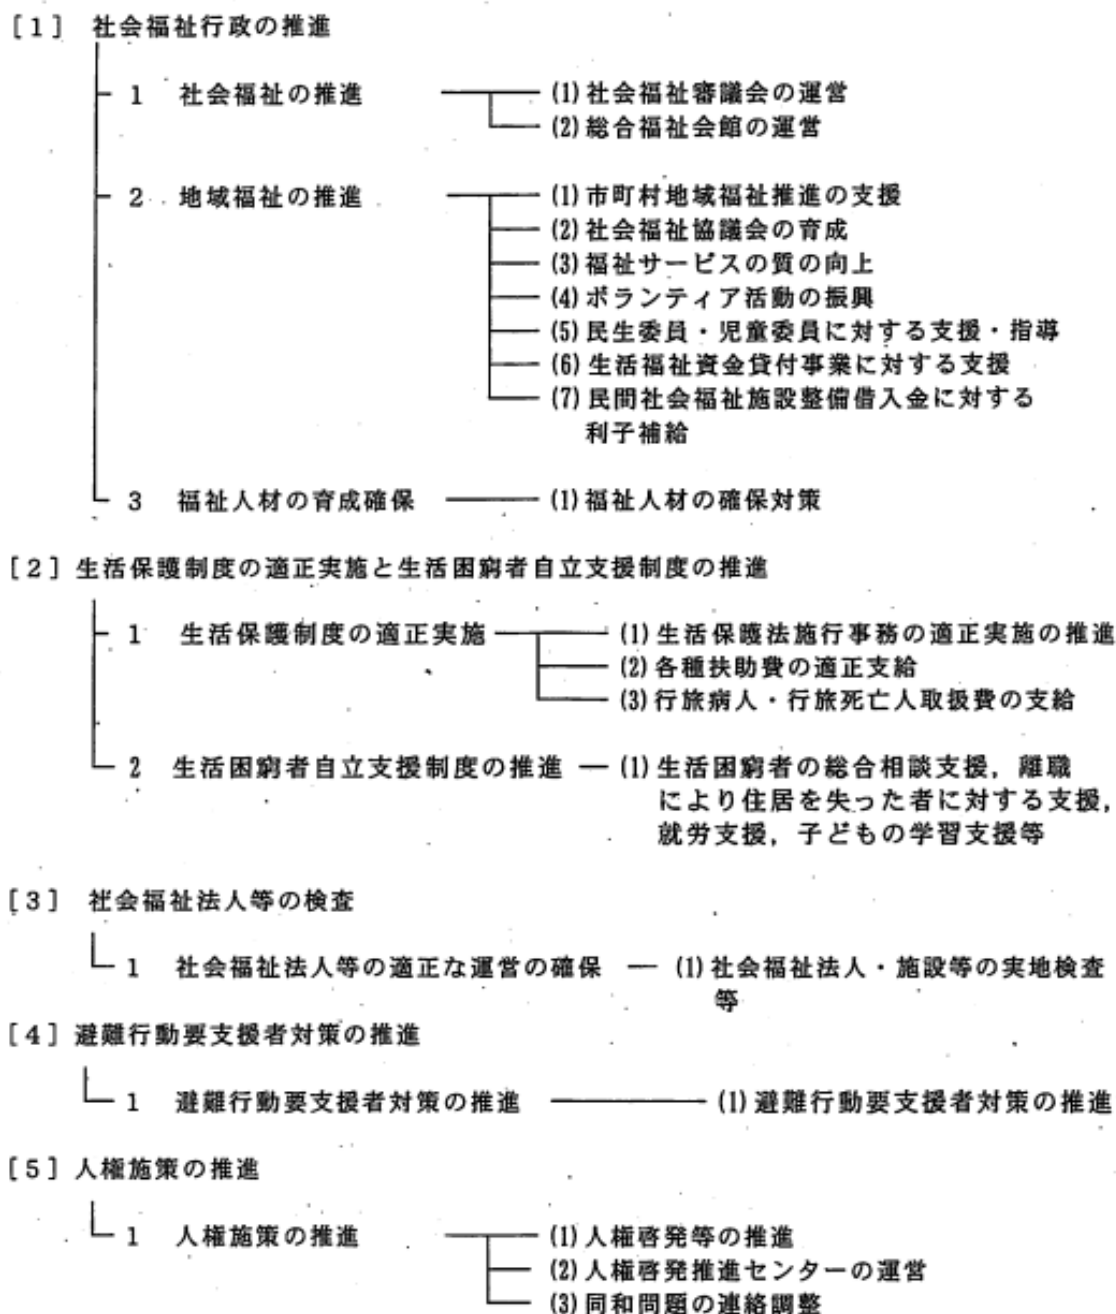 [1] 社会福祉行政の推進
1 社会福祉の推進 (1)社会福祉審議会の運営
(2)総合福祉会館の運営
2 地域福祉の推進 (1)市町村地域福祉推進の支援
(2)社会福祉協議会の育成
(3)福祉サービスの質の向上
(4)ボランティア活動の振興
(5)民生委員・児童委員に対する支援・指導
(6)生活福祉資金貸付事業に対する支援
(7)民間社会福祉施設整備借入金に対する
利子補給
3 福祉人材の育成確保 (1)福祉人材の確保対策
[2] 生活保護制度の適正実施と生活困窮者自立支援制度の推進
1 生活保護制度の適正実施 (1)生活保護法施行事務の適正実施の推進
(2)各種扶助費の適正支給
(3)行旅病人・行旅死亡人取扱費の支給
2 生活困窮者自立支援制度の推進 (1)生活困窮者の総合相談支援，離職
により住居を失った者に対する支援，
就労支援，子どもの学習支援等
[3] 社会福祉法人等の検査
1 社会福祉法人等の適正な運営の確保 (1)社会福祉法人・施設等の実地検査
等
[4] 避難行動要支援者対策の推進
1 避難行動要支援者対策の推進 (1)避難行動要支援者対策の推進
[5] 人権施策の推進
1 人権施策の推進 (1)人権啓発等の推進
(2)人権啓発推進センターの運営
(3)同和問題の連絡調整